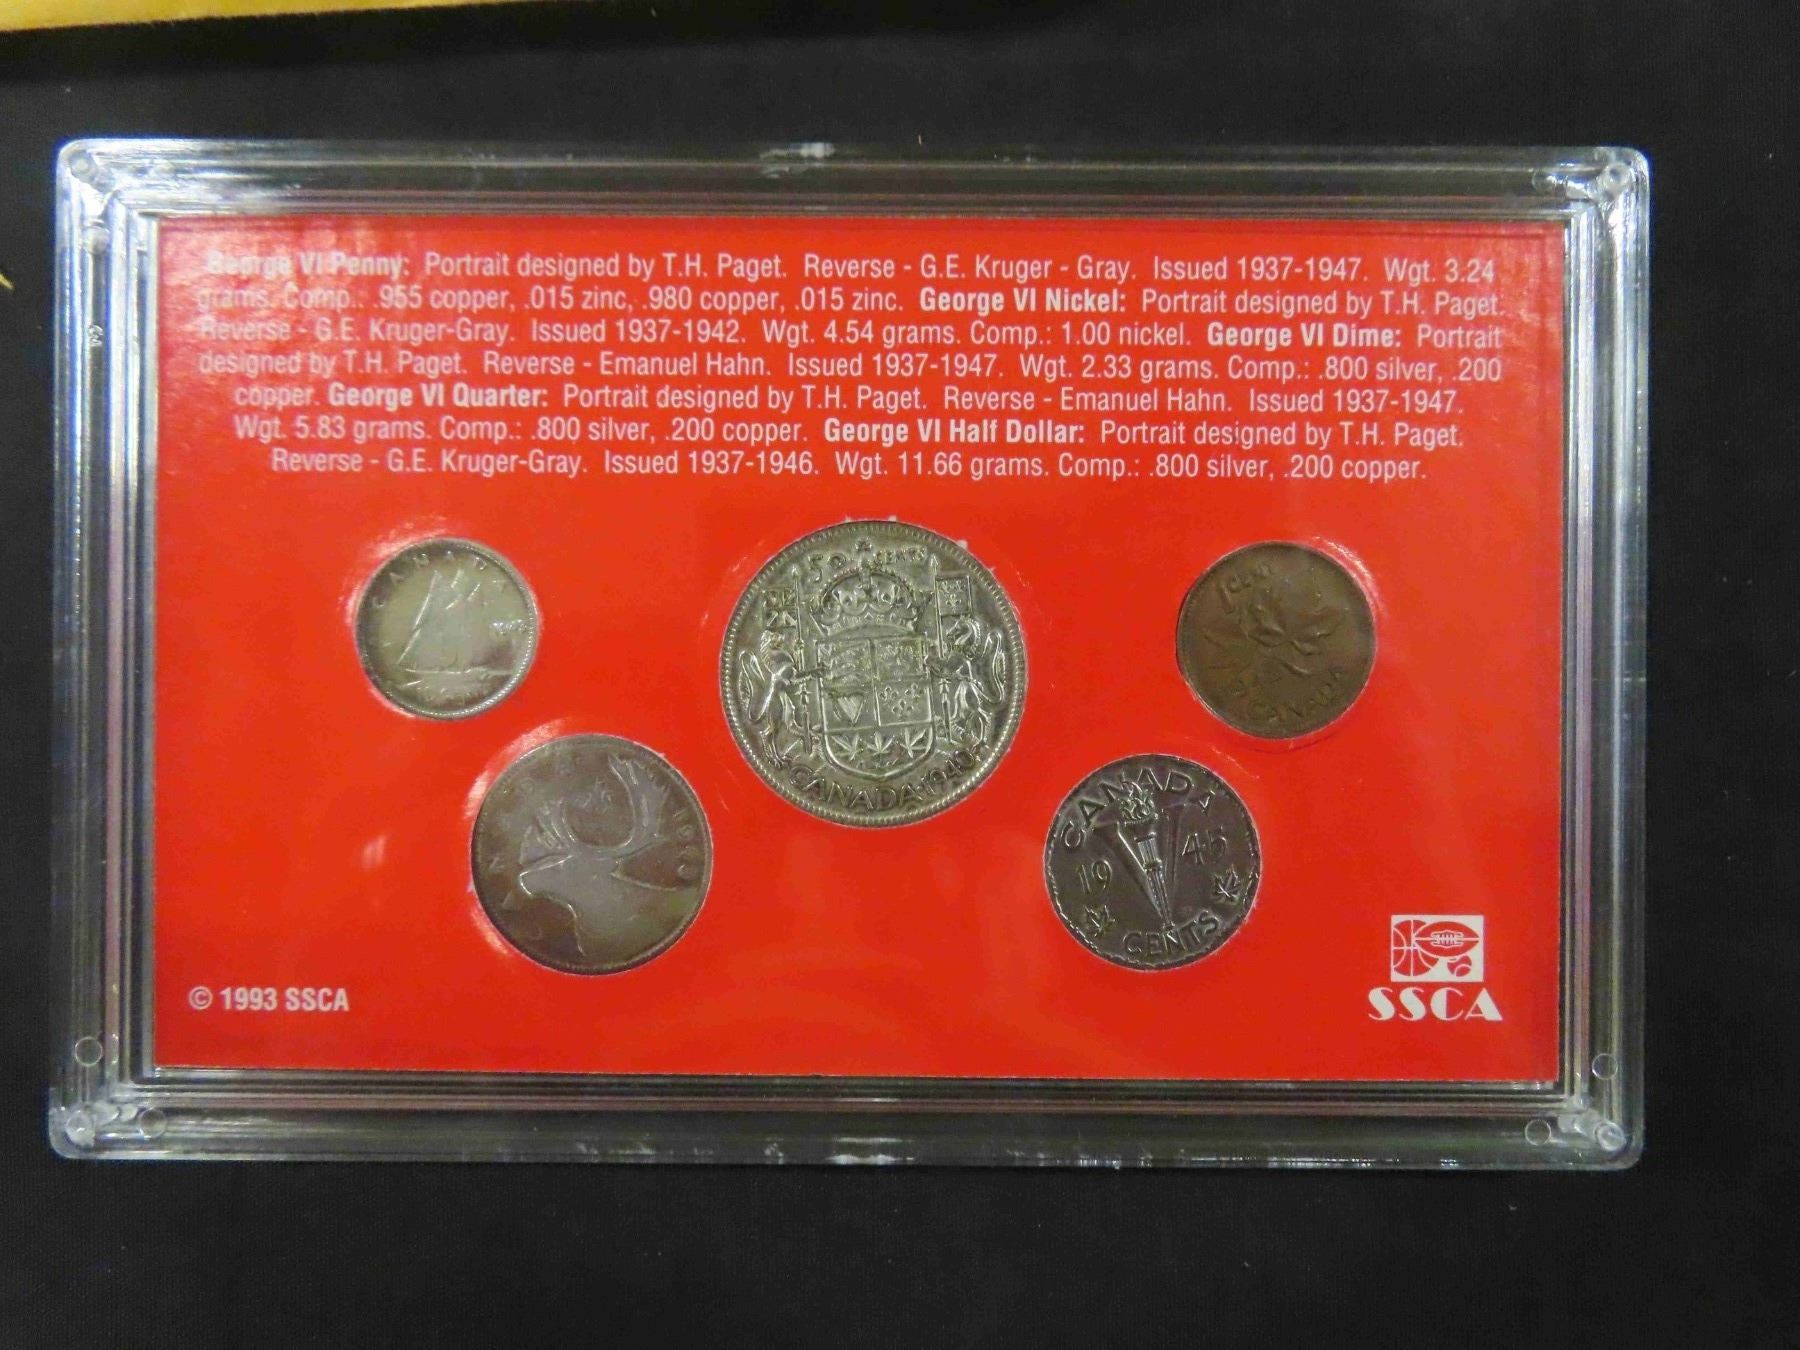 George VI Penny: Portrait designed by T.H. Paget. Reverse - G.E. Kruger - Gray. Issued 1937-1947. Wgt. 3.24
grams. Comp.: .955 copper, .015 zinc, .980 copper, .015 zinc. George VI Nickel: Portrait designed by T.H. Paget.
Reverse - G.E. Kruger-Gray. Issued 1937-1942. Wgt. 4.54 grams. Comp.: 1.00 nickel. George VI Dime: Portrait
designed by T.H. Paget. Reverse - Emanuel Hahn. Issued 1937-1947. Wgt. 2.33 grams. Comp.: .800 silver, .200
copper. George VI Quarter: Portrait designed by T.H. Paget. Reverse - Emanuel Hahn. Issued 1937-1947.
Wgt. 5.83 grams. Comp.: .800 silver, .200 copper. George VI Half Dollar: Portrait designed by T.H. Paget.
Reverse - G.E. Kruger-Gray. Issued 1937-1946. Wgt. 11.66 grams. Comp.: .800 silver, .200 copper.
CANADA
50 CENTS
CANADA 1940
1 CENT
CANADA
CANADA
19 45
CENTS
© 1993 SSCA
SSCA